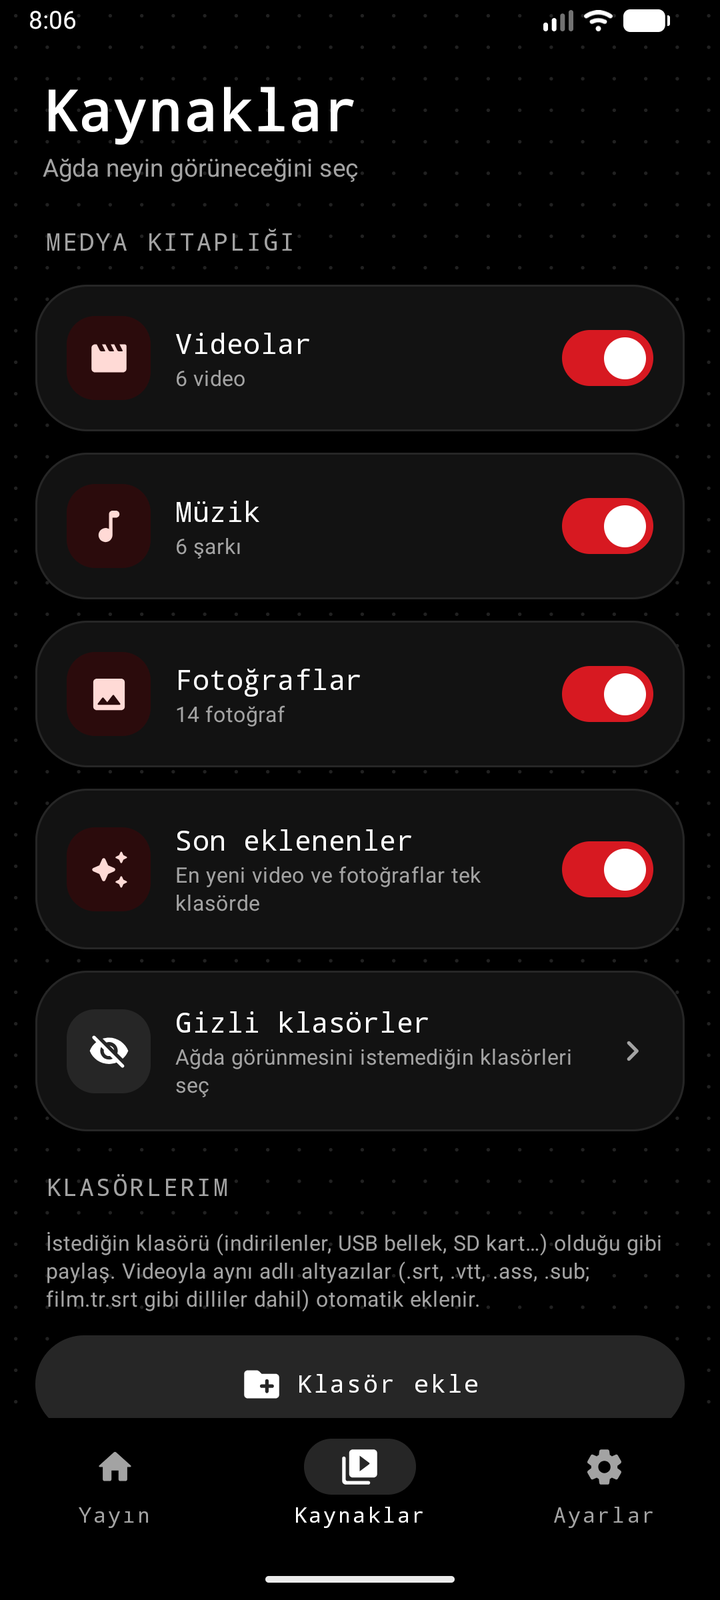 8:06
Kaynaklar
Ağda neyin görüneceğini seç
MEDYA KITAPLIĞI
Videolar
6 video
Müzik
6 şarkı
Fotoğraflar
14 fotoğraf
Son eklenenler
En yeni video ve fotoğraflar tek
klasörde
Gizli klasörler
Ağda görünmesini istemediğin klasörleri
seç
KLASÖRLERIM
İstediğin klasörü (indirilenler, USB bellek, SD kart…) olduğu gibi
paylaş. Videoyla aynı adlı altyazılar (.srt, .vtt, .ass, .sub;
film.tr.srt gibi dilliler dahil) otomatik eklenir.
Klasör ekle
Yayın
Kaynaklar
Ayarlar